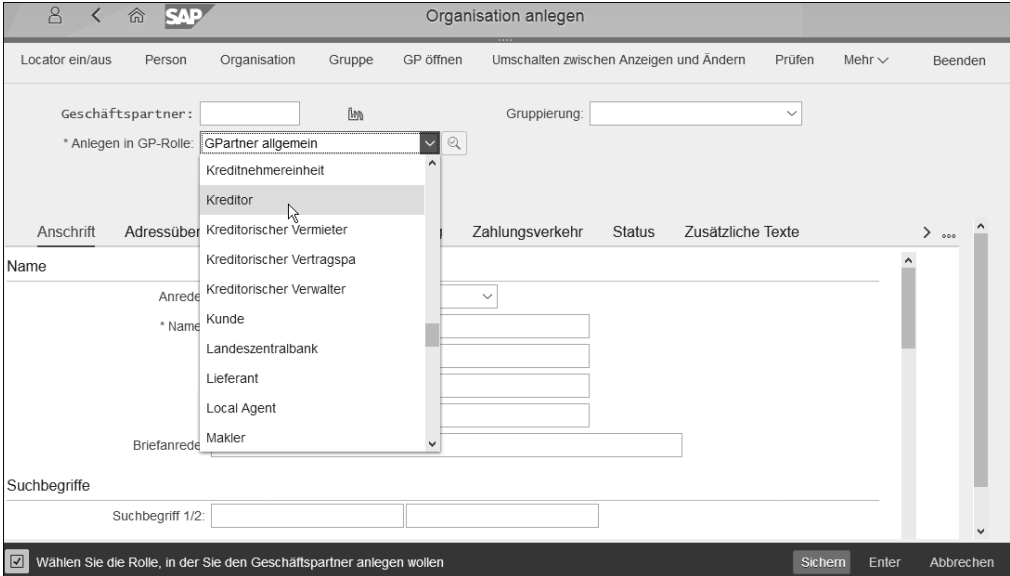 SAP Organisation anlegen
Locator ein/aus Person Organisation Gruppe GP öffnen Umschalten zwischen Anzeigen und Ändern Prüfen Mehr Beenden
Geschäftspartner: Gruppierung:
* Anlegen in GP-Rolle: GPartner allgemein
Kreditnehmereinheit
Kreditor
Anschrift Adressüber Kreditorischer Vermieter Zahlungsverkehr Status Zusätzliche Texte
Kreditorischer Vertragspa
Name
Anrede Kreditorischer Verwalter
* Name Kunde
Landeszentralbank
Lieferant
Local Agent
Makler
Briefanrede
Suchbegriffe
Suchbegriff 1/2:
Wählen Sie die Rolle, in der Sie den Geschäftspartner anlegen wollen Sichern Enter Abbrechen